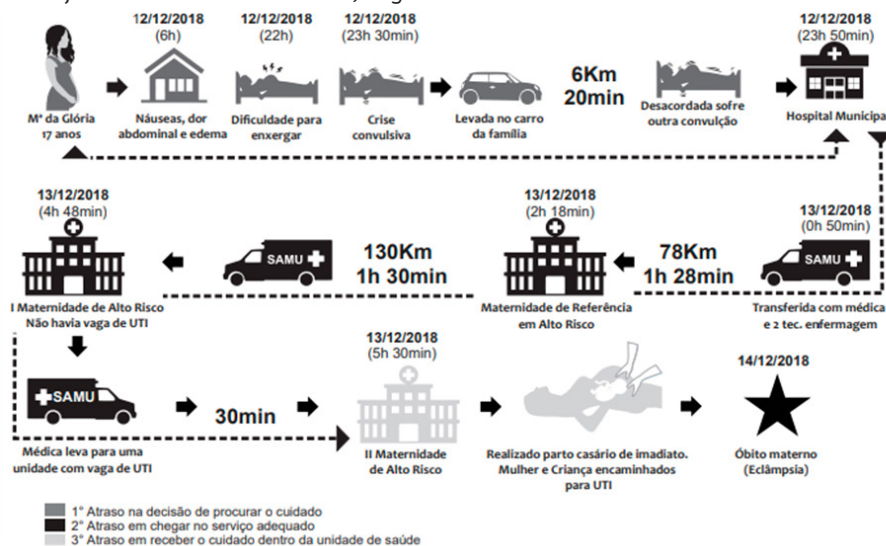 12/12/2018
(6h)
12/12/2018
(22h)
12/12/2018
(23h 30min)
12/12/2018
(23h 50min)
6Km
20min
Mª da Glória
17 anos
Náuseas, dor
abdominal e edema
Dificuldade para
enxergar
Crise
convulsiva
Levada no carro
da família
Desacordada sofre
outra convulção
Hospital Municipal
13/12/2018
(4h 48min)
13/12/2018
(2h 18min)
13/12/2018
(0h 50min)
SAMU
130Km
1h 30min
78Km
1h 28min
SAMU
I Maternidade de Alto Risco
Não havia vaga de UTI
Maternidade de Referência
em Alto Risco
Transferida com médica
e 2 tec. enfermagem
13/12/2018
(5h 30min)
14/12/2018
SAMU
30min
Médica leva para uma
unidade com vaga de UTI
II Maternidade
de Alto Risco
Realizado parto casário de imadiato.
Mulher e Criança encaminhados
para UTI
Óbito materno
(Eclâmpsia)
1° Atraso na decisão de procurar o cuidado
2° Atraso em chegar no serviço adequado
3° Atraso em receber o cuidado dentro da unidade de saúde